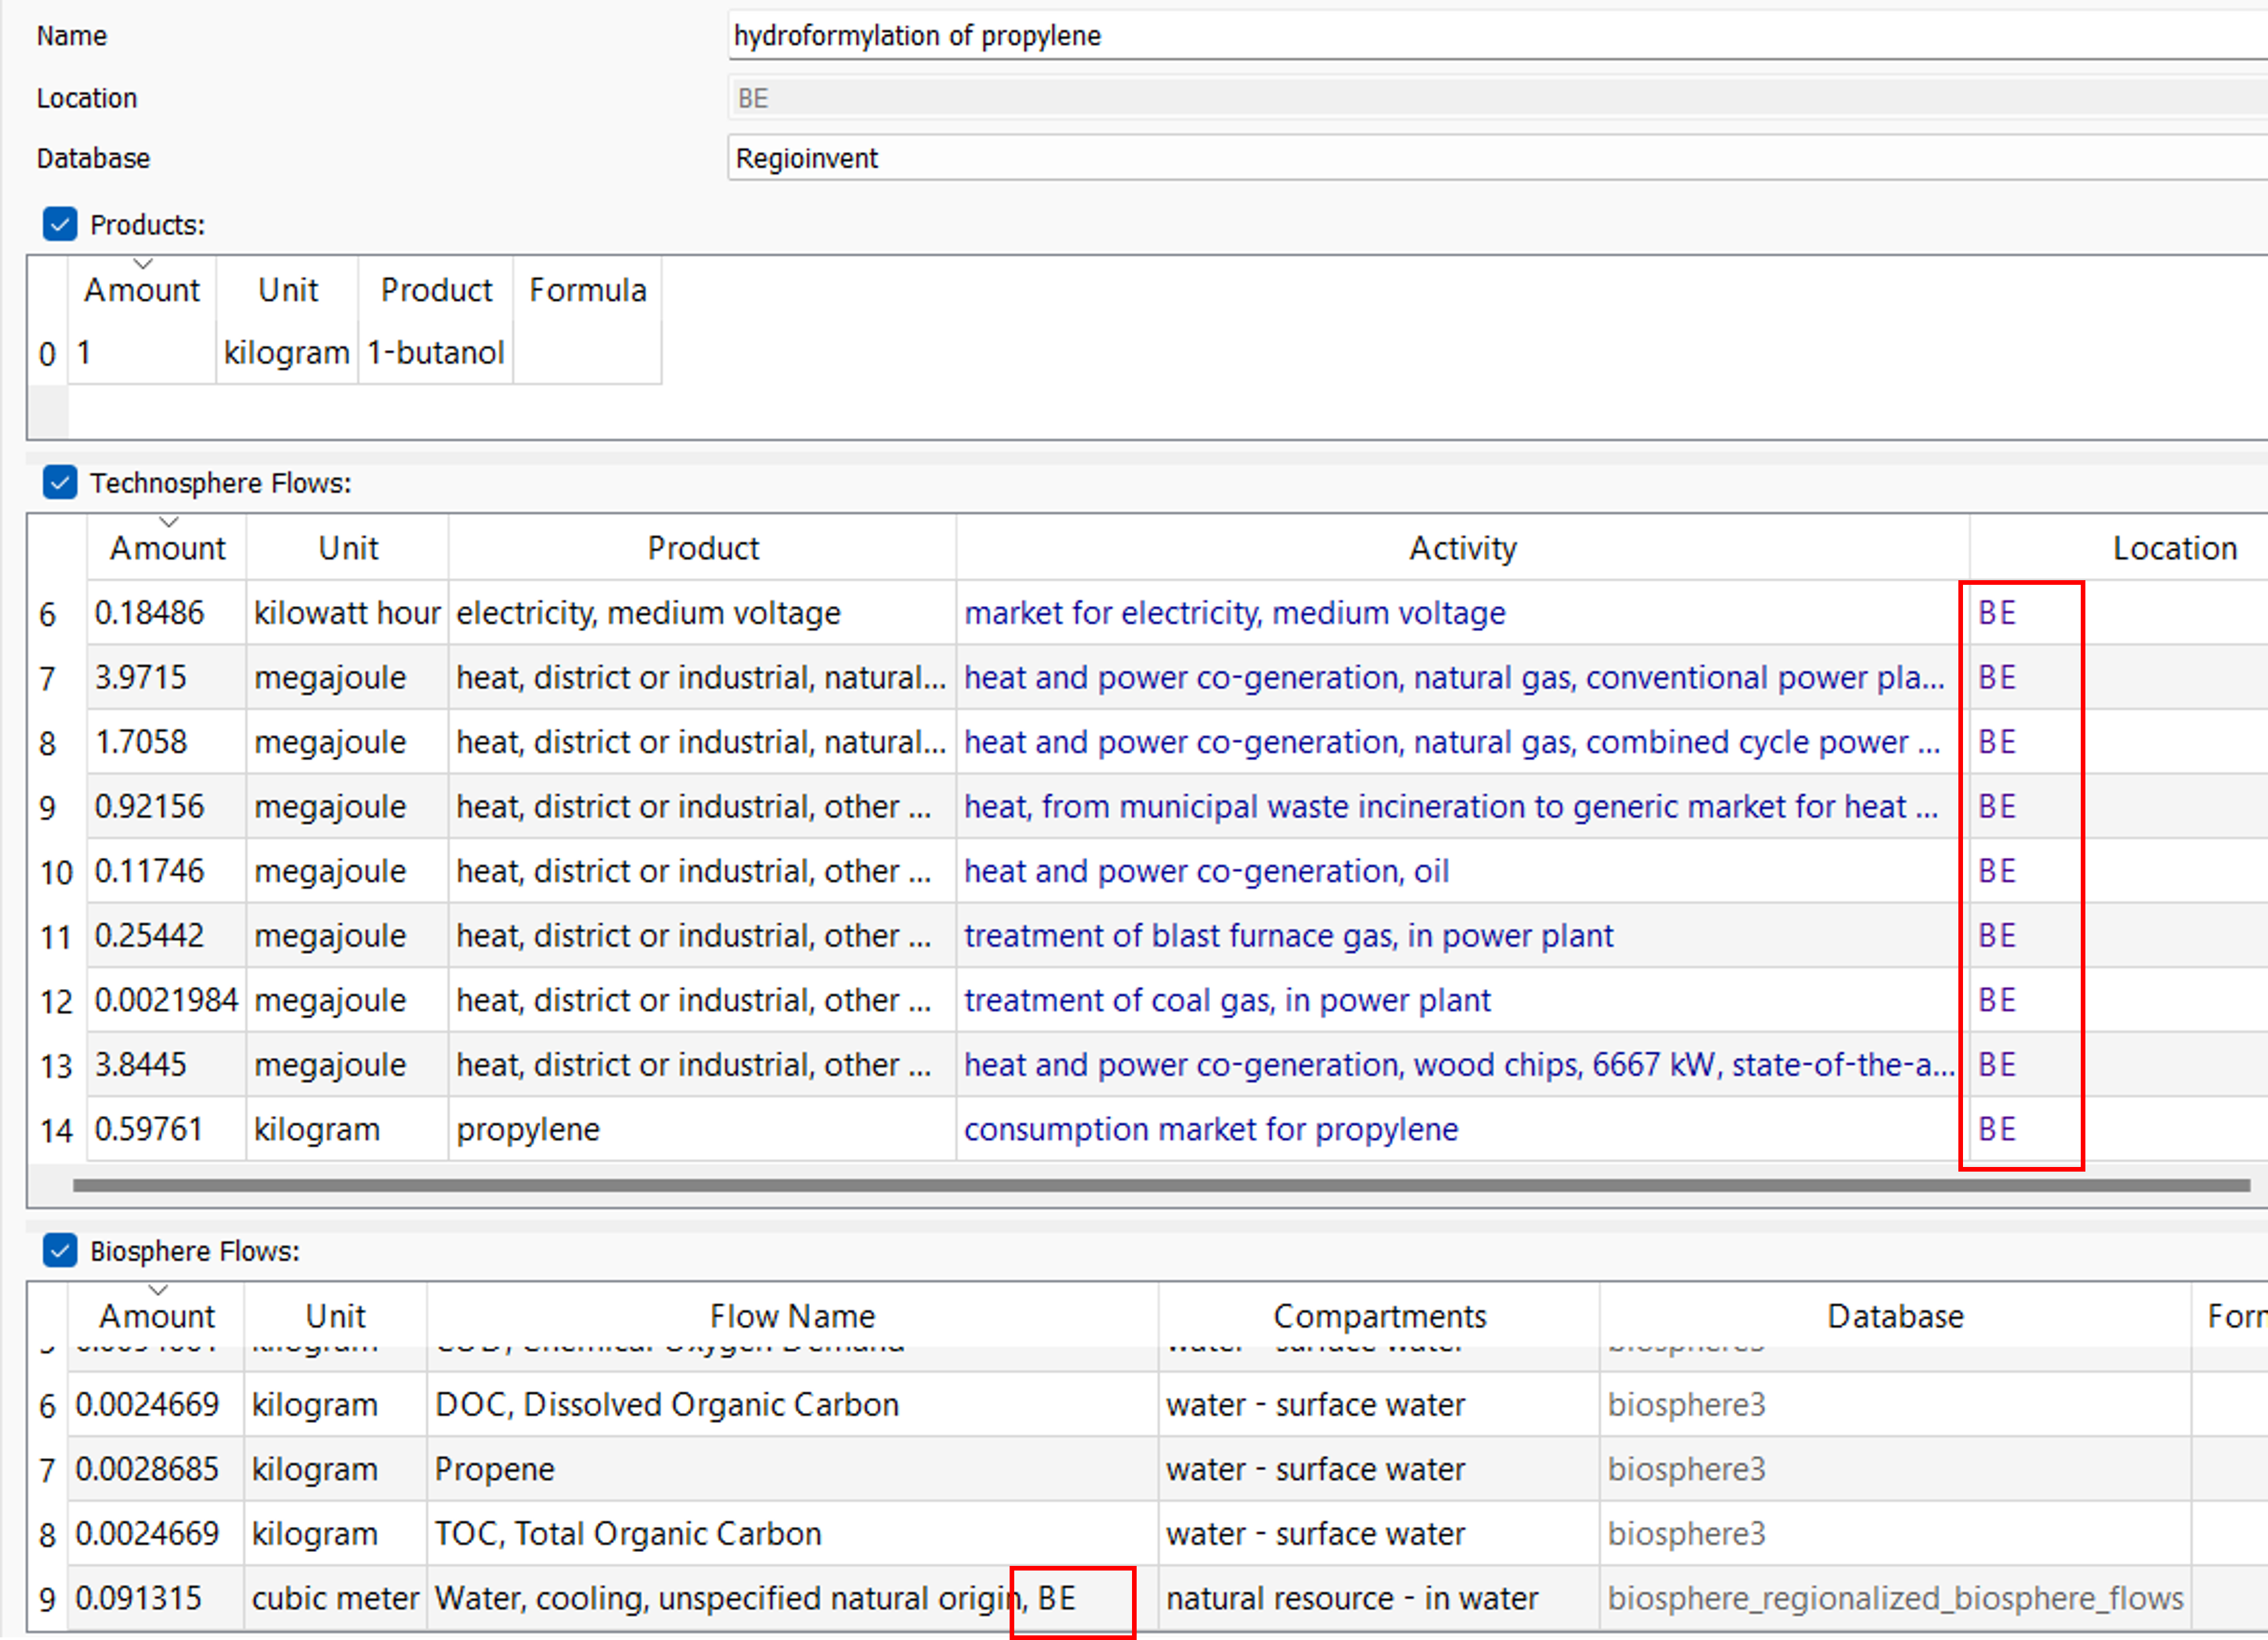 Name hydroformylation of propylene
Location BE
Database Regioinvent
Products:
Amount Unit Product Formula
0 1 kilogram 1-butanol
Technosphere Flows:
Amount Unit Product Activity Location
6 0.18486 kilowatt hour electricity, medium voltage market for electricity, medium voltage BE
7 3.9715 megajoule heat, district or industrial, natural... heat and power co-generation, natural gas, conventional power pla... BE
8 1.7058 megajoule heat, district or industrial, natural... heat and power co-generation, natural gas, combined cycle power ... BE
9 0.92156 megajoule heat, district or industrial, other ... heat, from municipal waste incineration to generic market for heat ... BE
10 0.11746 megajoule heat, district or industrial, other ... heat and power co-generation, oil BE
11 0.25442 megajoule heat, district or industrial, other ... treatment of blast furnace gas, in power plant BE
12 0.0021984 megajoule heat, district or industrial, other ... treatment of coal gas, in power plant BE
13 3.8445 megajoule heat, district or industrial, other ... heat and power co-generation, wood chips, 6667 kW, state-of-the-a... BE
14 0.59761 kilogram propylene consumption market for propylene BE
Biosphere Flows:
Amount Unit Flow Name Compartments Database Forr
kilogram COD, Chemical Oxygen Demand water - surface water biosphere3
6 0.0024669 kilogram DOC, Dissolved Organic Carbon water - surface water biosphere3
7 0.0028685 kilogram Propene water - surface water biosphere3
8 0.0024669 kilogram TOC, Total Organic Carbon water - surface water biosphere3
9 0.091315 cubic meter Water, cooling, unspecified natural origin, BE natural resource - in water biosphere_regionalized_biosphere_flows